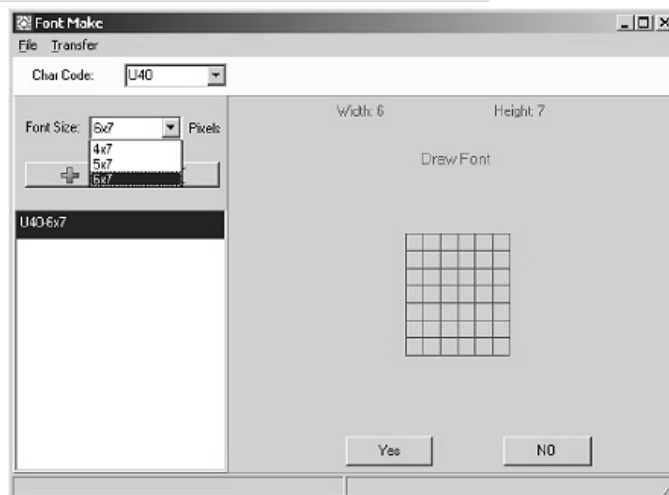 Font Make
File Transfer
Char Code: U40
Font Size: 6x7 Pixels
4x7
5x7
6x7
U40-6x7
Width: 6 Height: 7
Draw Font
Yes NO